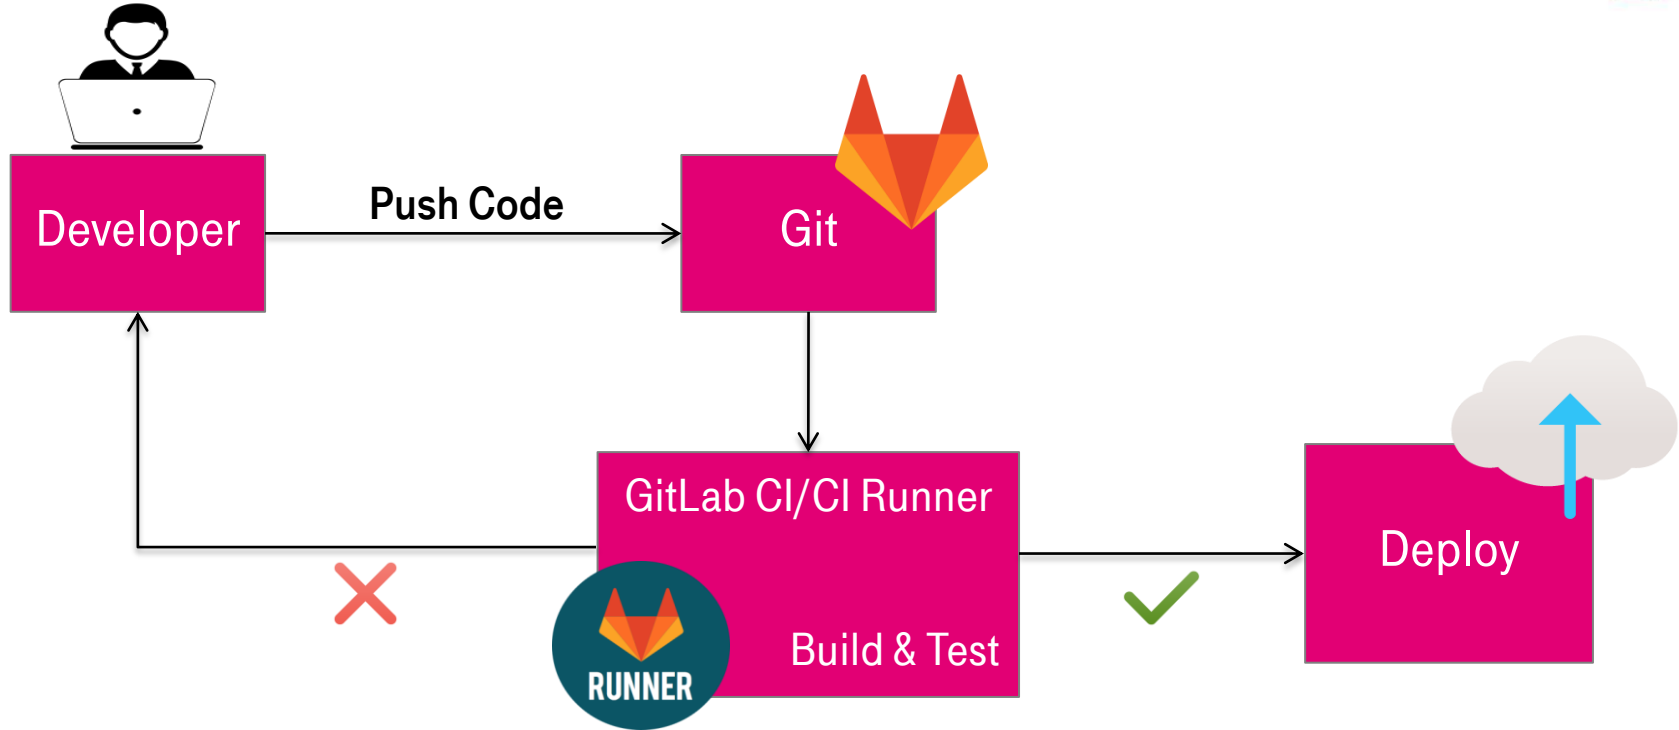 Developer
Push Code
Git
GitLab CI/CI Runner
Build & Test
RUNNER
Deploy